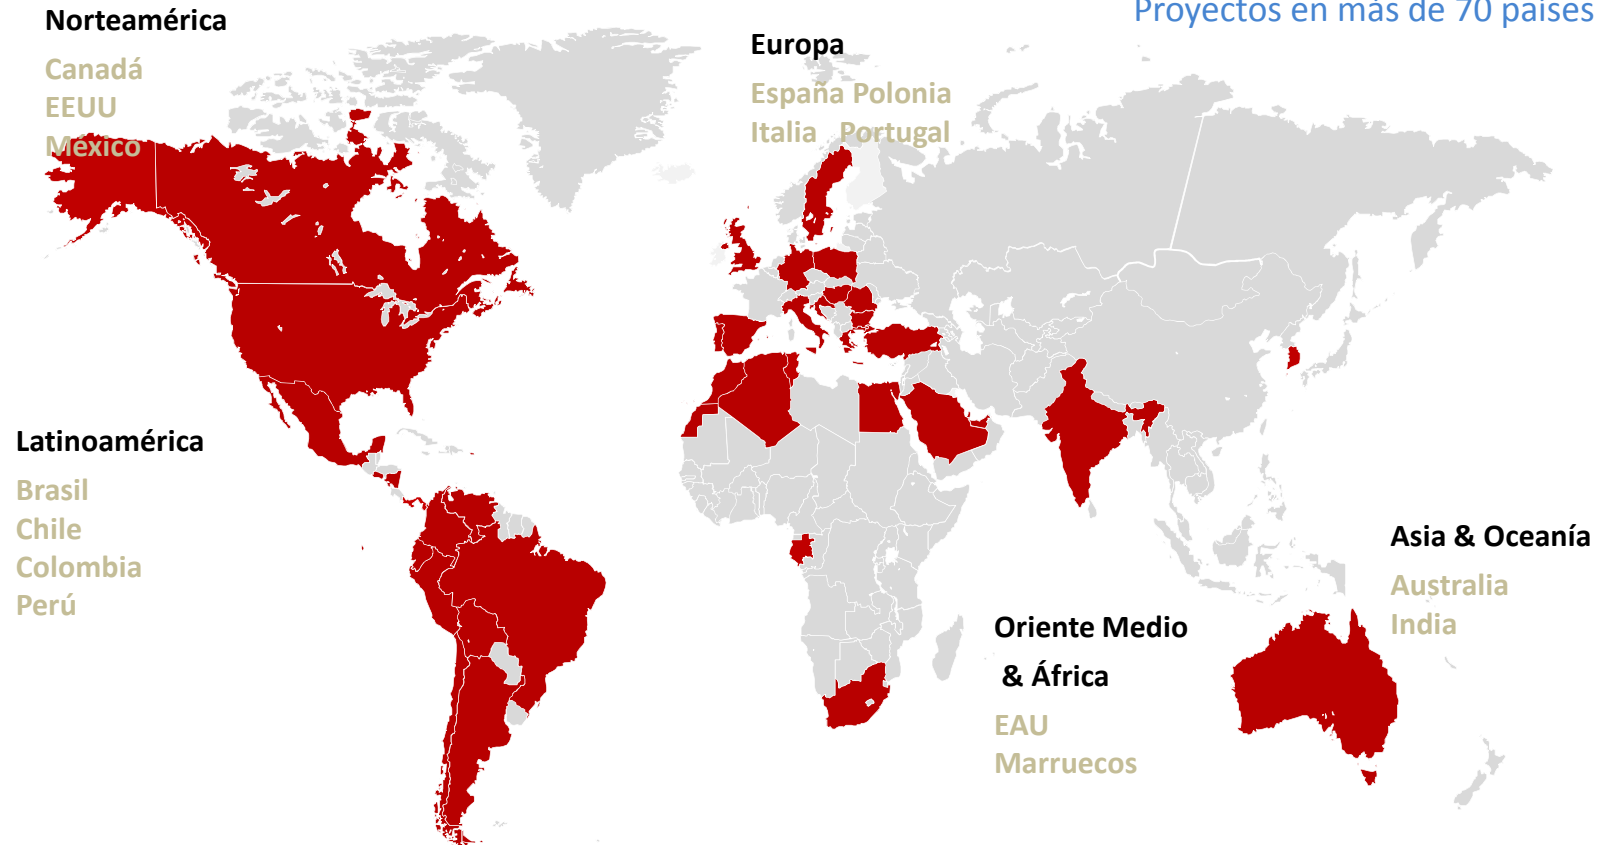 Proyectos en más de 70 países
Norteamérica
Canadá
EEUU
México
Europa
España Polonia
Italia Portugal
Latinoamérica
Brasil
Chile
Colombia
Perú
Asia & Oceanía
Australia
India
Oriente Medio
& África
EAU
Marruecos